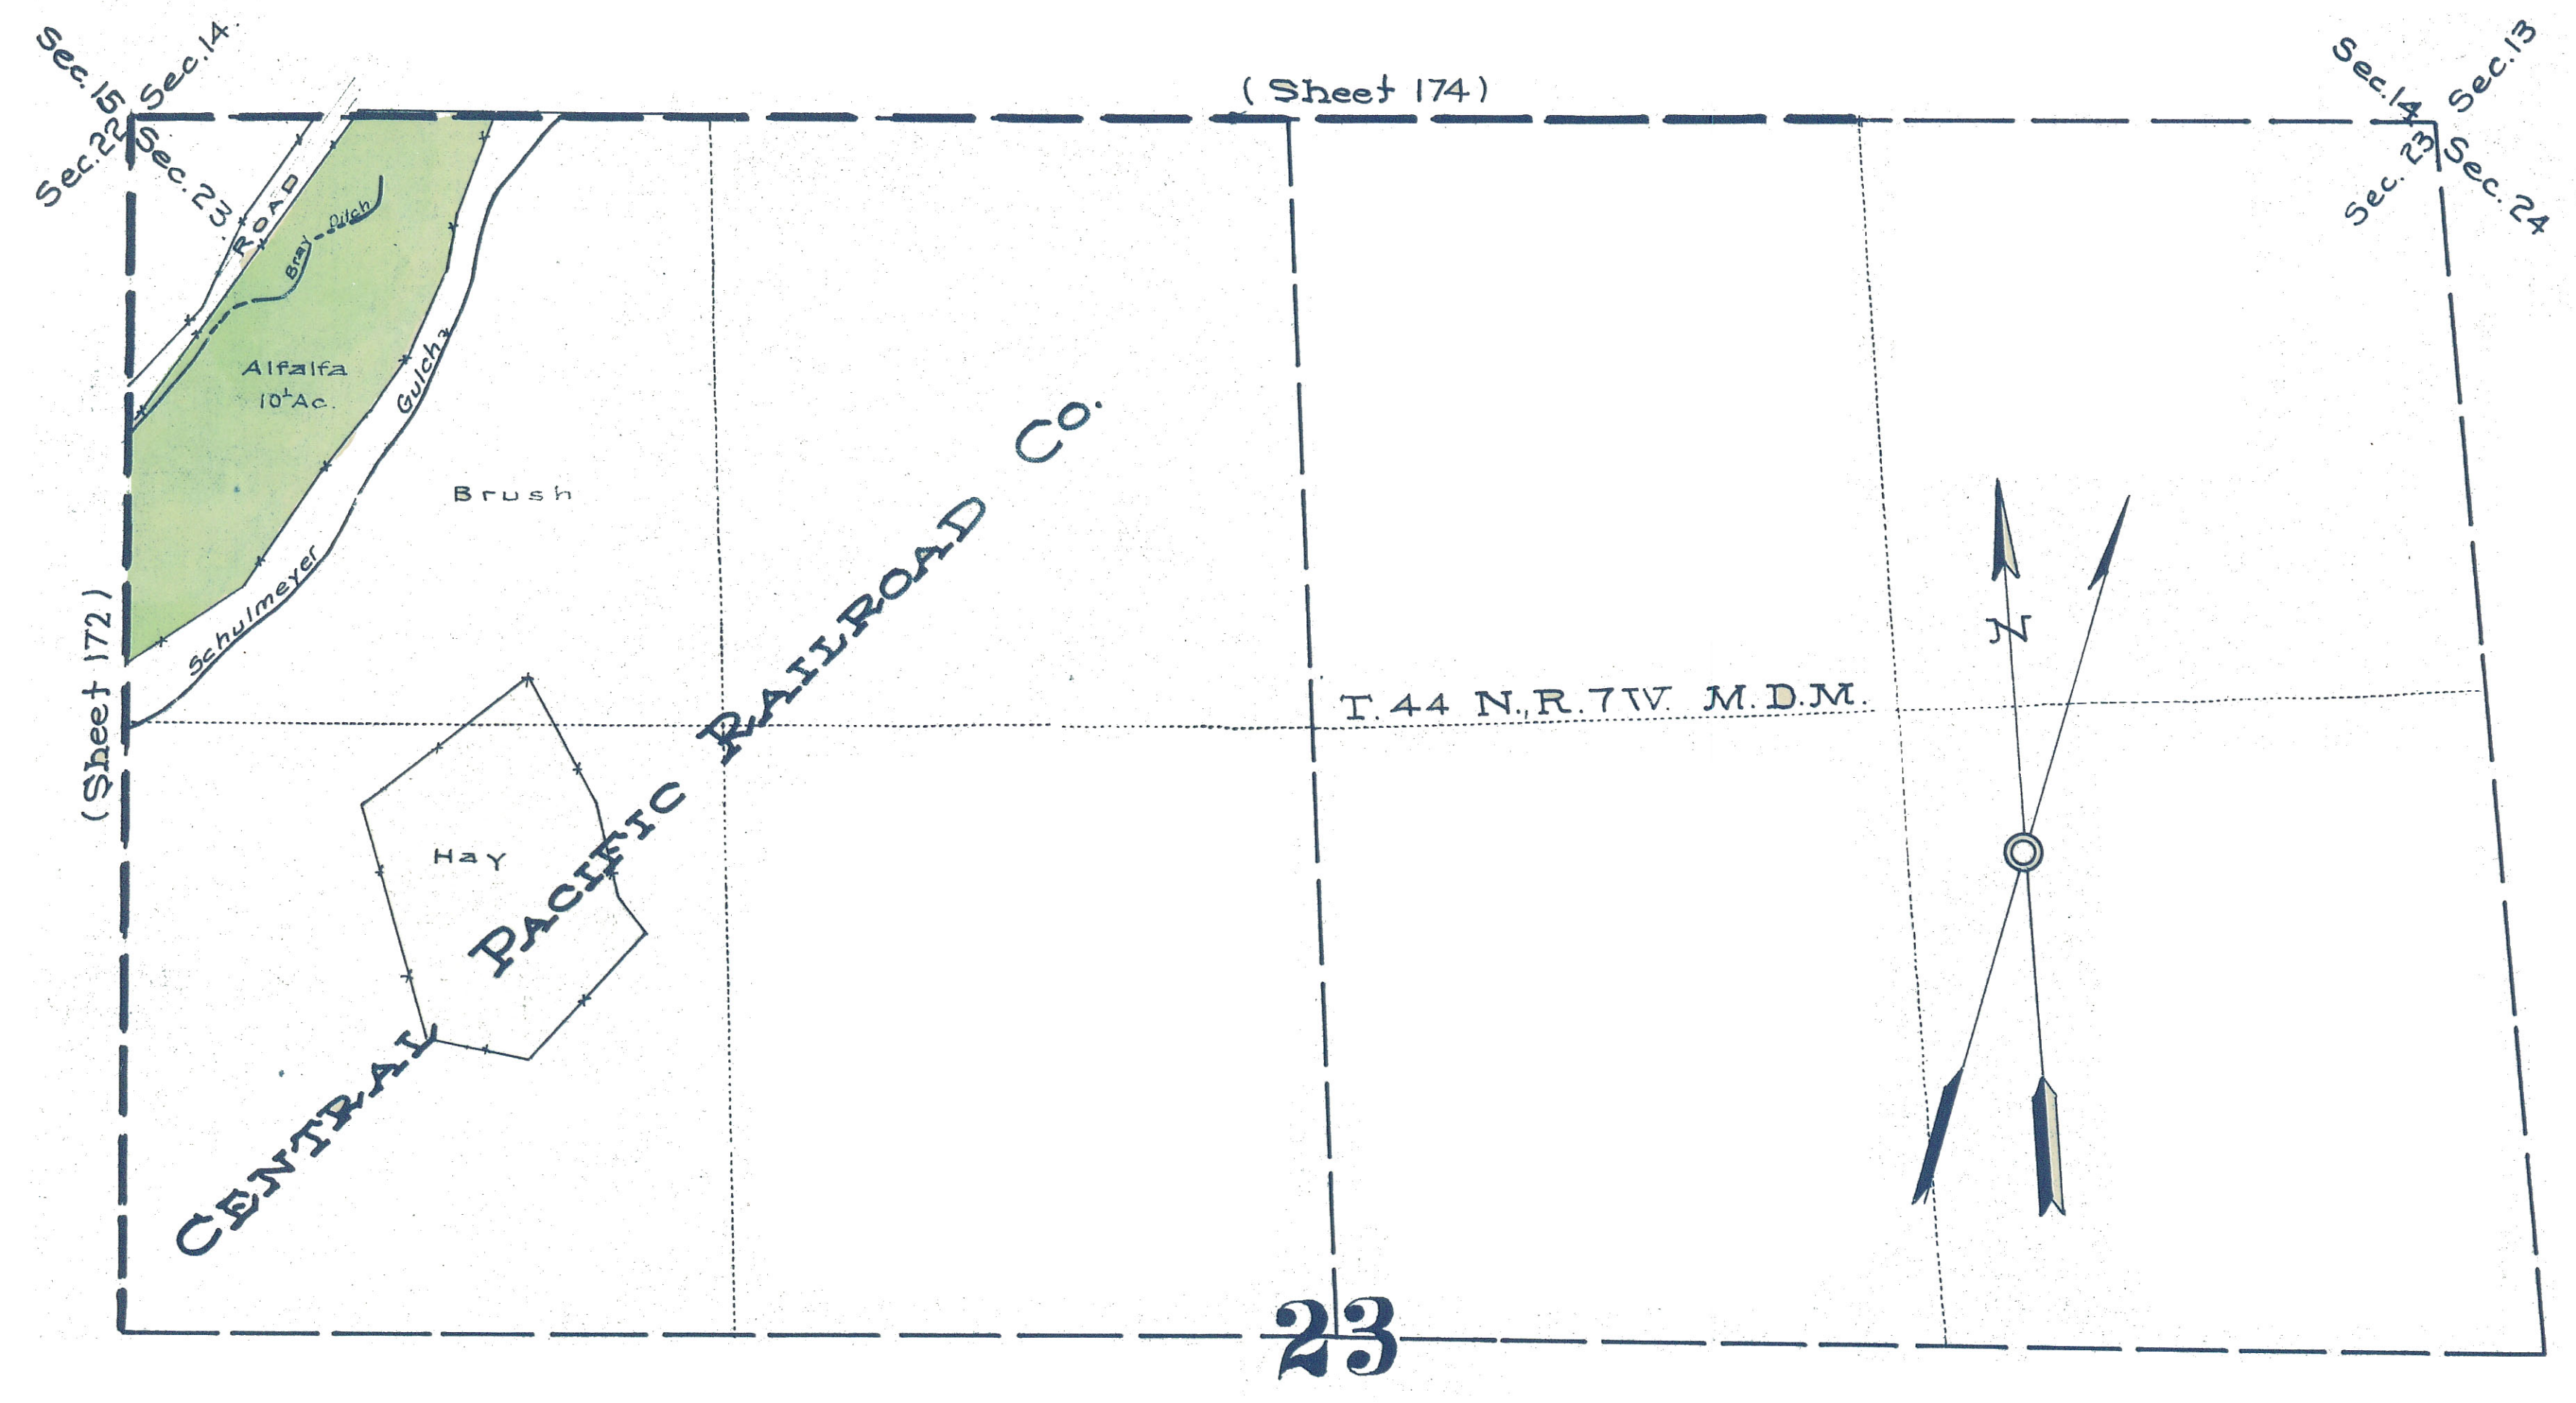 Sec. 15
Sec. 14.
(Sheet 174)
Sec. 14
Sec. 13
Sec. 22
Sec. 23.
Sec. 23
Sec. 24
ROAD
Bray Ditch
Alfalfa
10± Ac.
Gulch
Schulmeyer
Brush
(Sheet 172)
CENTRAL PACIFIC RAILROAD Co.
T. 44 N., R. 7 W. M. D. M.
N
Hay
23